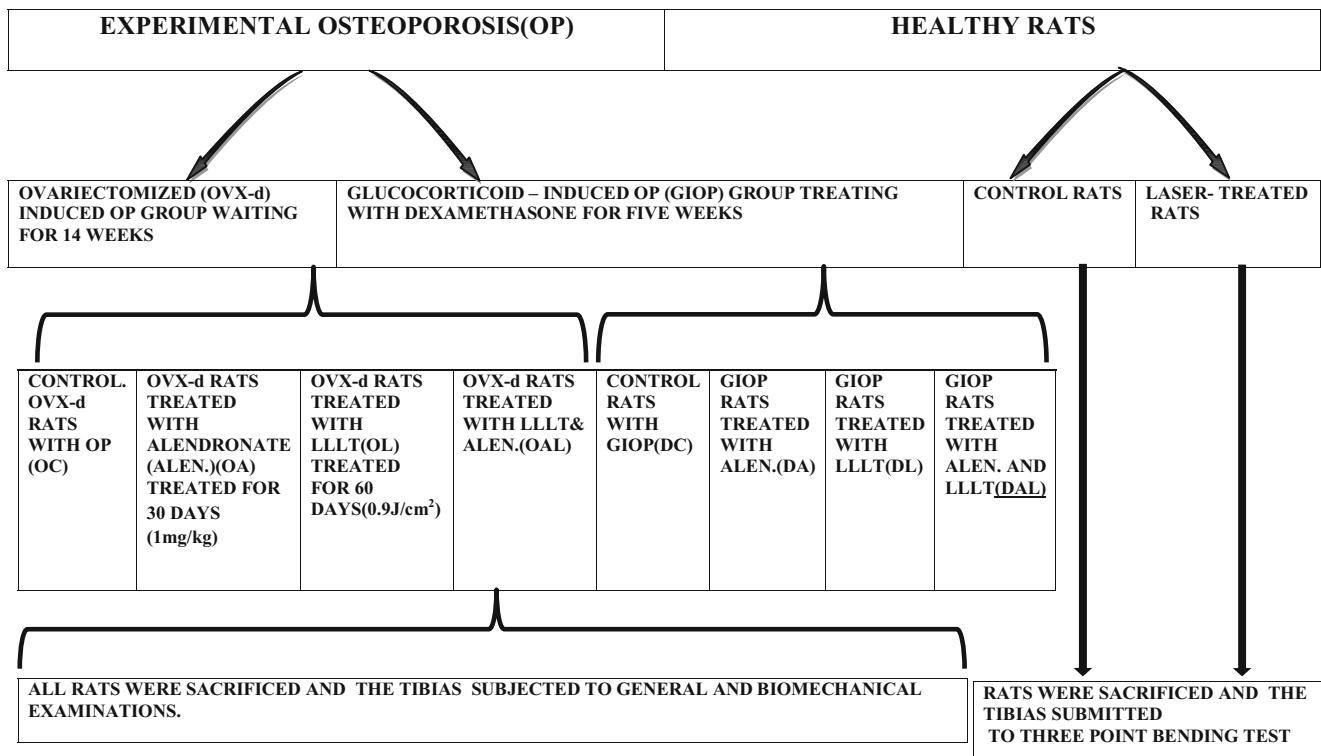 EXPERIMENTAL OSTEOPOROSIS(OP)
HEALTHY RATS
OVARIECTOMIZED (OVX-d)
INDUCED OP GROUP WAITING
FOR 14 WEEKS
GLUCOCORTICOID – INDUCED OP (GIOP) GROUP TREATING
WITH DEXAMETHASONE FOR FIVE WEEKS
CONTROL RATS
LASER- TREATED
RATS
CONTROL.
OVX-d
RATS
WITH OP
(OC)
OVX-d RATS
TREATED
WITH
ALENDRONATE
(ALEN.)(OA)
TREATED FOR
30 DAYS
(1mg/kg)
OVX-d RATS
TREATED
WITH
LLLT(OL)
TREATED
FOR 60
DAYS(0.9J/cm²)
OVX-d RATS
TREATED
WITH LLLT&
ALEN.(OAL)
CONTROL
RATS
WITH
GIOP(DC)
GIOP
RATS
TREATED
WITH
ALEN.(DA)
GIOP
RATS
TREATED
WITH
LLLT(DL)
GIOP
RATS
TREATED
WITH
ALEN. AND
LLLT(DAL)
ALL RATS WERE SACRIFICED AND THE TIBIAS SUBJECTED TO GENERAL AND BIOMECHANICAL
EXAMINATIONS.
RATS WERE SACRIFICED AND THE
TIBIAS SUBMITTED
TO THREE POINT BENDING TEST